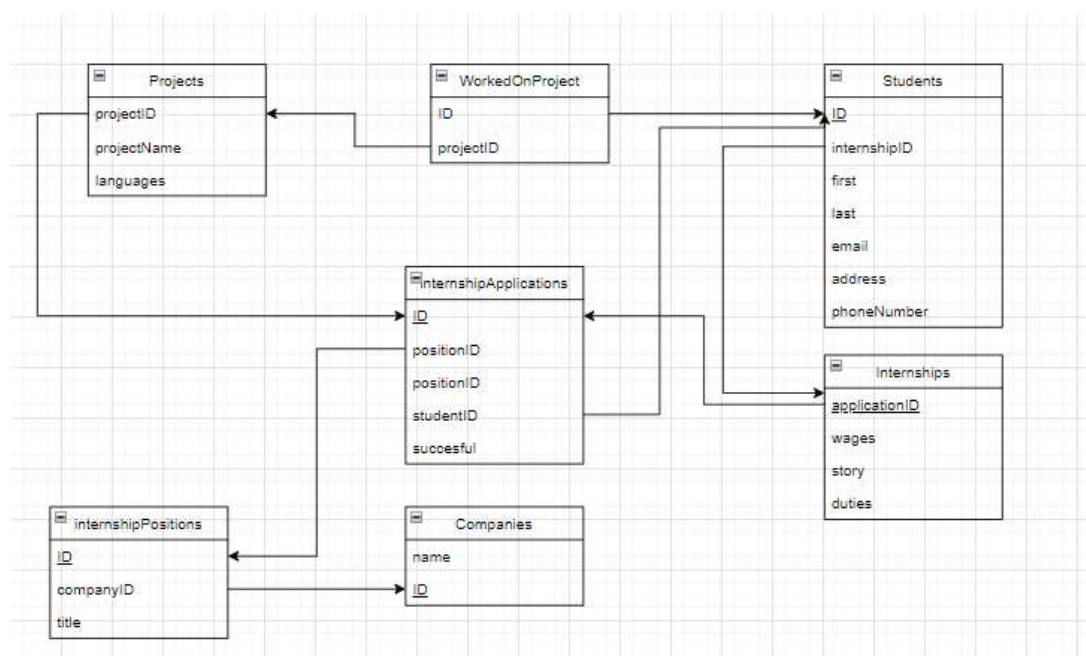 Projects
projectID
projectName
languages
WorkedOnProject
ID
projectID
Students
ID
internshipID
first
last
email
address
phoneNumber
InternshipApplications
ID
positionID
positionID
studentID
succesful
Internships
applicationID
wages
story
duties
internshipPositions
ID
companyID
title
Companies
name
ID